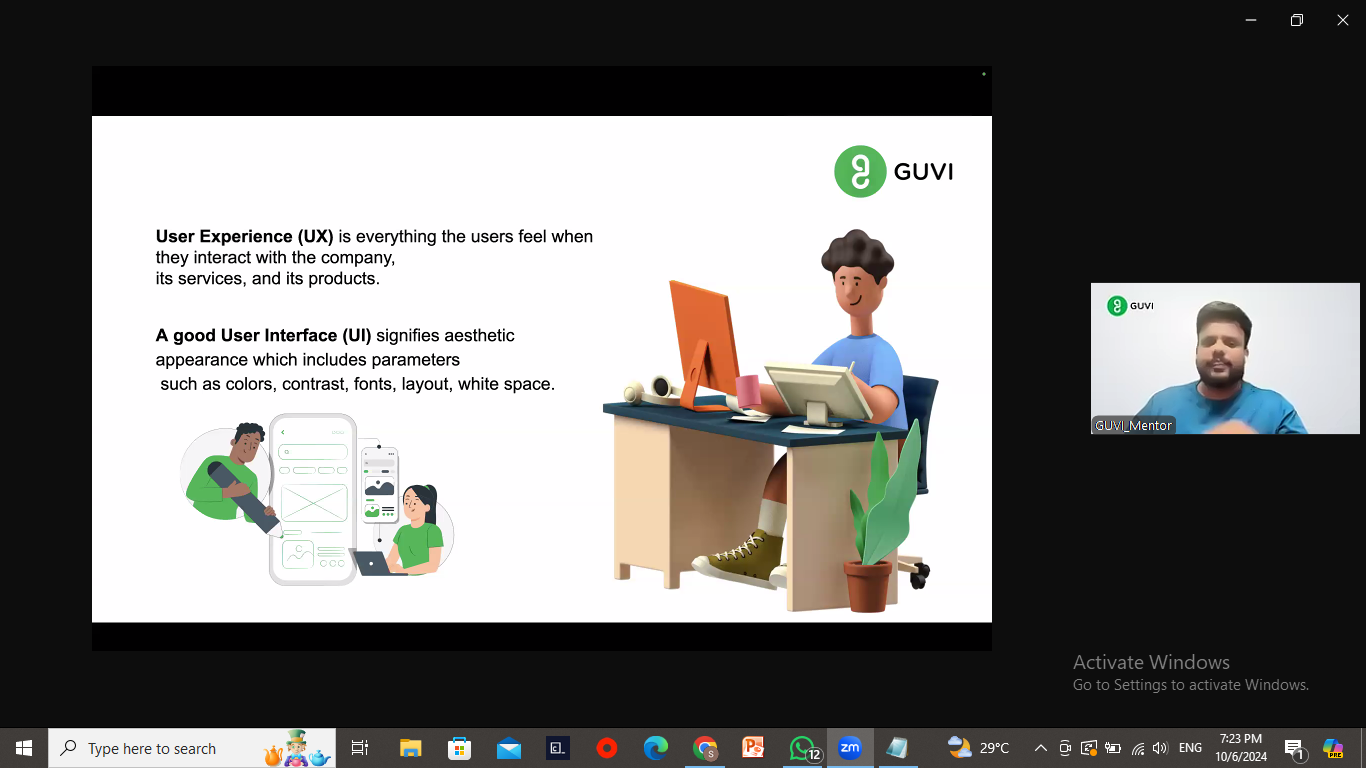 GUVI
User Experience (UX) is everything the users feel when
they interact with the company,
its services, and its products.
A good User Interface (UI) signifies aesthetic
appearance which includes parameters
such as colors, contrast, fonts, layout, white space.
GUVI
GUVI_Mentor
Activate Windows
Go to Settings to activate Windows.
Type here to search
S
12
zm
29°C
ENG
7:23 PM
10/6/2024
1
PRE